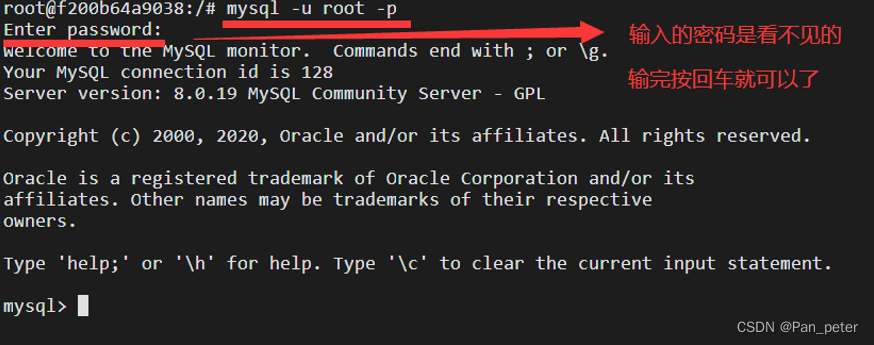 root@f200b64a9038:/# mysql -u root -p
Enter password:
输入的密码是看不见的
Welcome to the MySQL monitor.  Commands end with ; or \g.
Your MySQL connection id is 128
输完按回车就可以了
Server version: 8.0.19 MySQL Community Server - GPL
Copyright (c) 2000, 2020, Oracle and/or its affiliates. All rights reserved.
Oracle is a registered trademark of Oracle Corporation and/or its
affiliates. Other names may be trademarks of their respective
owners.
Type 'help;' or '\h' for help. Type '\c' to clear the current input statement.
mysql>
CSDN @Pan_peter